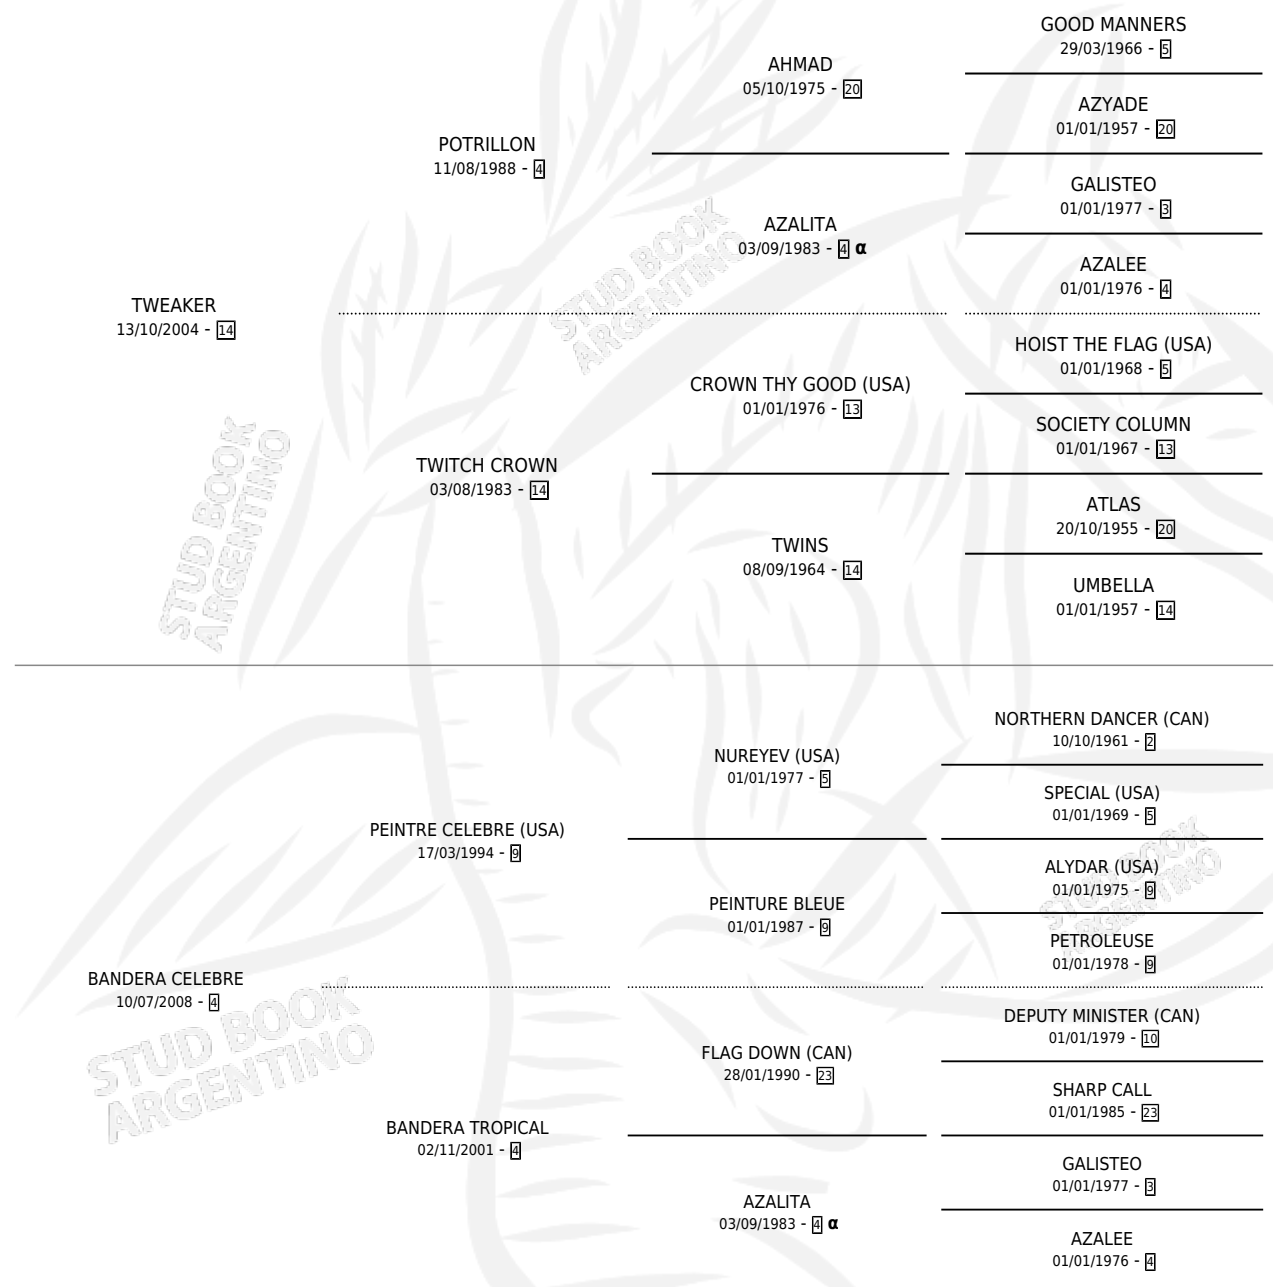 GOOD MANNERS
29/03/1966 - 5
AHMAD
05/10/1975 - 20
AZYADE
01/01/1957 - 20
POTRILLON
11/08/1988 - 4
GALISTEO
01/01/1977 - 3
AZALITA
03/09/1983 - 4 α
AZALEE
01/01/1976 - 4
TWEAKER
13/10/2004 - 14
HOIST THE FLAG (USA)
01/01/1968 - 5
CROWN THY GOOD (USA)
01/01/1976 - 13
SOCIETY COLUMN
01/01/1967 - 13
TWITCH CROWN
03/08/1983 - 14
ATLAS
20/10/1955 - 20
TWINS
08/09/1964 - 14
UMBELLA
01/01/1957 - 14
STUD BOOK
ARGENTINO
STUD BOOK
ARGENTINO
NORTHERN DANCER (CAN)
10/10/1961 - 2
NUREYEV (USA)
01/01/1977 - 5
SPECIAL (USA)
01/01/1969 - 5
PEINTRE CELEBRE (USA)
17/03/1994 - 9
ALYDAR (USA)
01/01/1975 - 9
PEINTURE BLEUE
01/01/1987 - 9
PETROLEUSE
01/01/1978 - 9
BANDERA CELEBRE
10/07/2008 - 4
DEPUTY MINISTER (CAN)
01/01/1979 - 10
FLAG DOWN (CAN)
28/01/1990 - 23
SHARP CALL
01/01/1985 - 23
BANDERA TROPICAL
02/11/2001 - 4
GALISTEO
01/01/1977 - 3
AZALITA
03/09/1983 - 4 α
AZALEE
01/01/1976 - 4
STUD BOOK
ARGENTINO
STUD BOOK
ARGENTINO